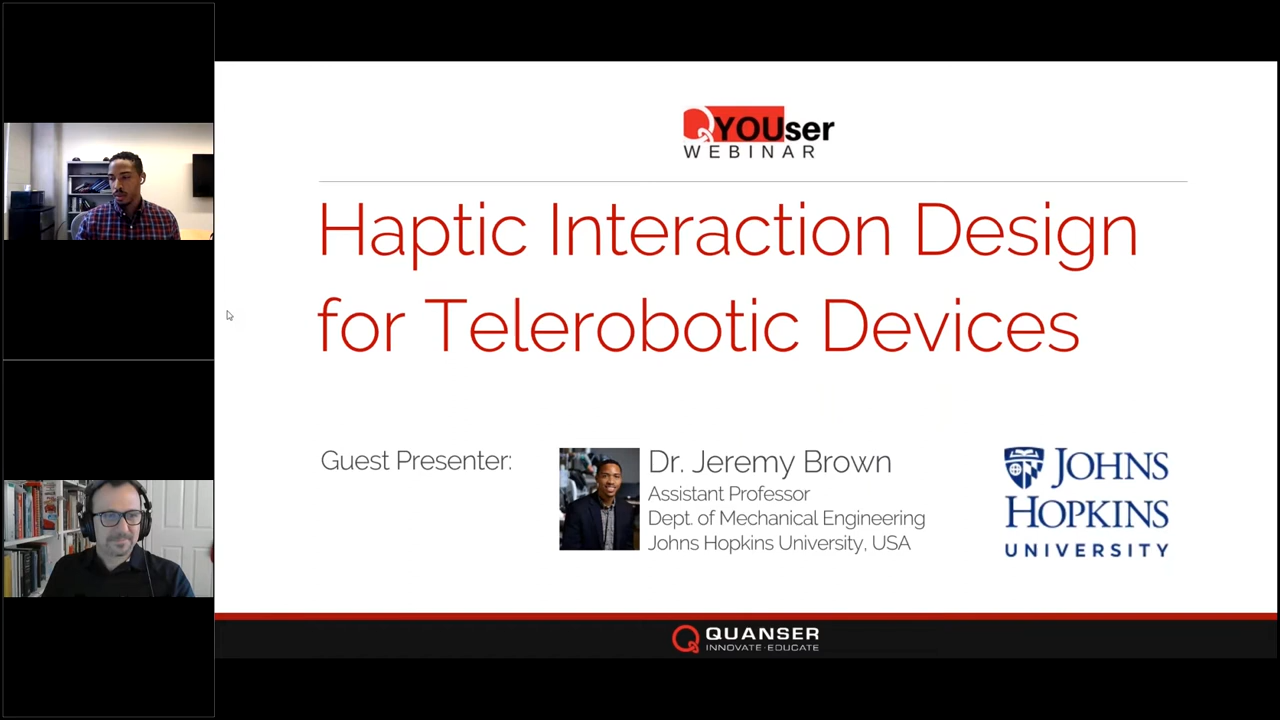 QYOUser
WEBINAR
Haptic Interaction Design
for Telerobotic Devices
Guest Presenter:
Dr. Jeremy Brown
Assistant Professor
Dept. of Mechanical Engineering
Johns Hopkins University, USA
JOHNS
HOPKINS
UNIVERSITY
QUANSER
INNOVATE·EDUCATE